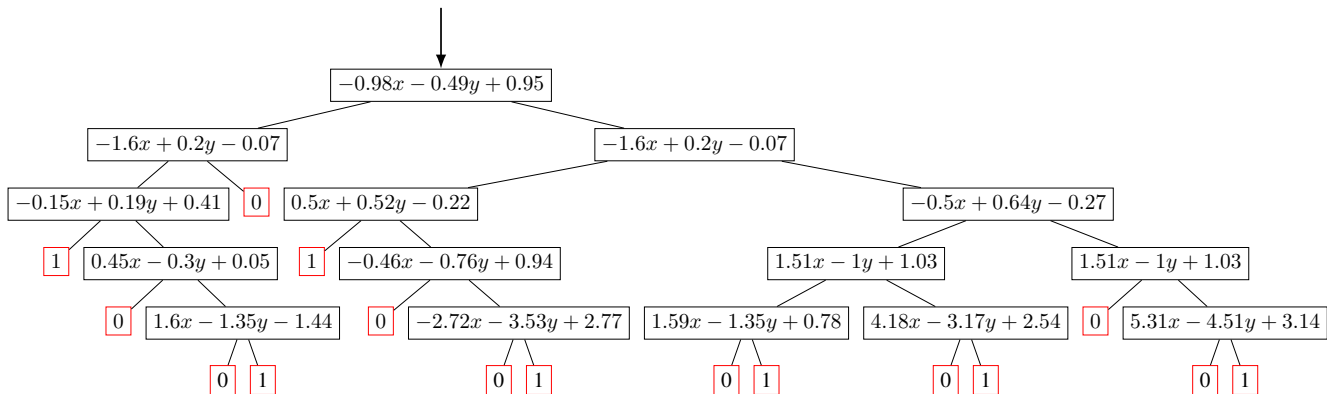 −0.98x − 0.49y + 0.95
−1.6x + 0.2y − 0.07
−1.6x + 0.2y − 0.07
−0.15x + 0.19y + 0.41
0
0.5x + 0.52y − 0.22
−0.5x + 0.64y − 0.27
1
0.45x − 0.3y + 0.05
1
−0.46x − 0.76y + 0.94
1.51x − 1y + 1.03
1.51x − 1y + 1.03
0
1.6x − 1.35y − 1.44
0
−2.72x − 3.53y + 2.77
1.59x − 1.35y + 0.78
4.18x − 3.17y + 2.54
0
5.31x − 4.51y + 3.14
0
1
0
1
0
1
0
1
0
1